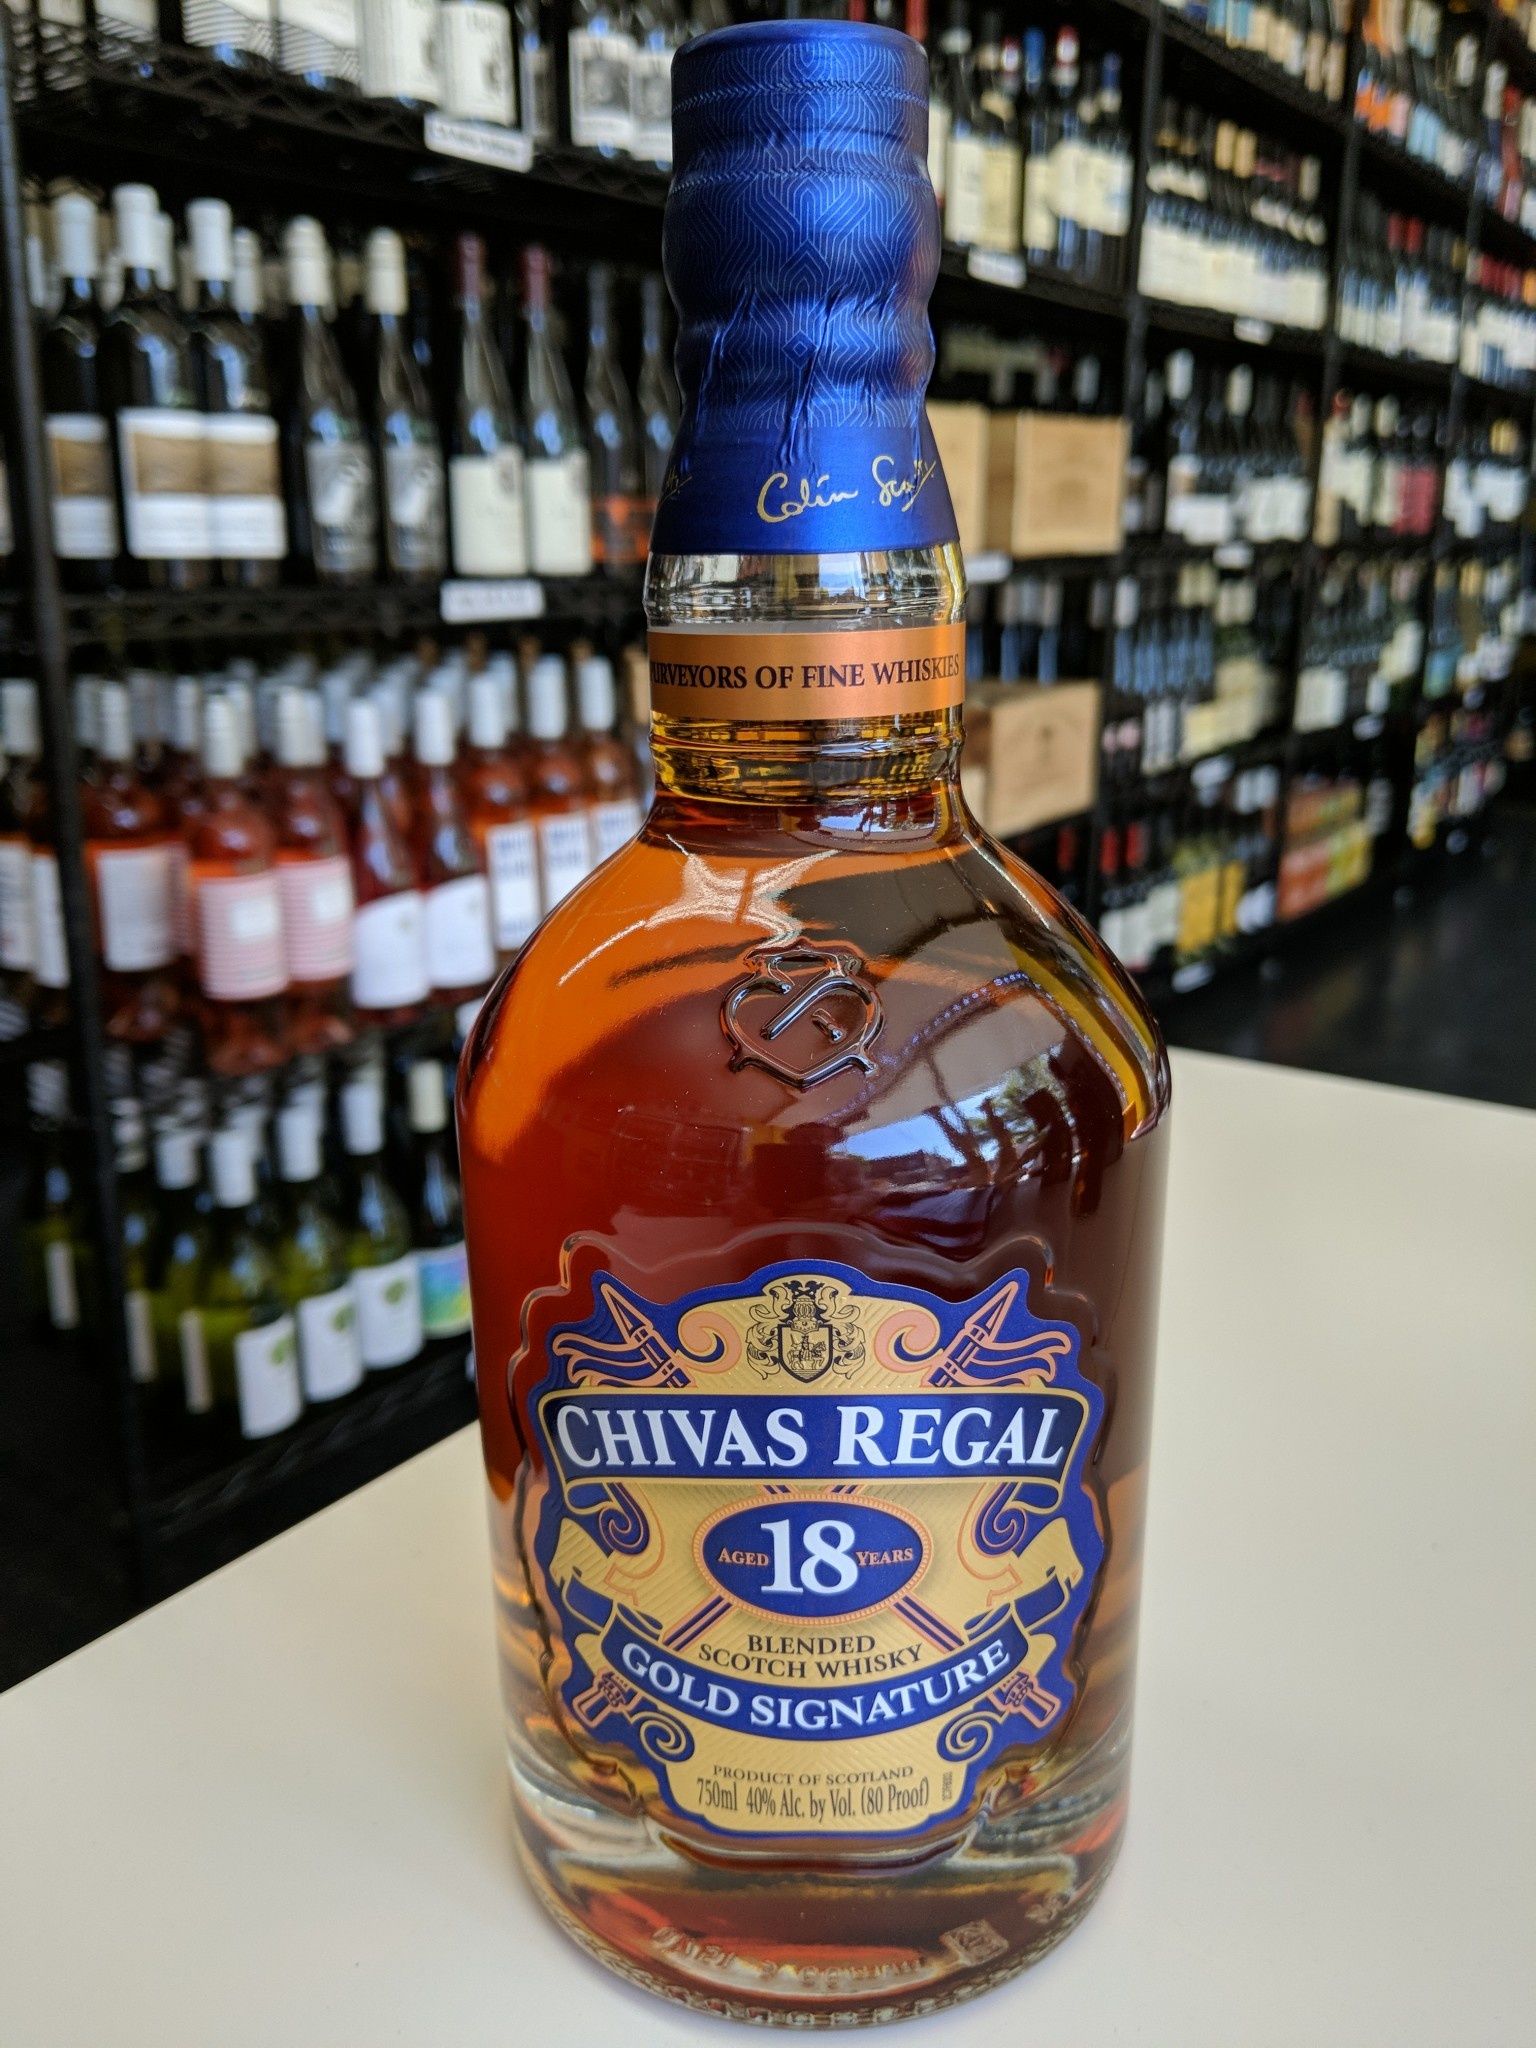 Colin Scott
PURVEYORS OF FINE WHISKIES
CHIVAS REGAL
AGED 18 YEARS
BLENDED
SCOTCH WHISKY
GOLD SIGNATURE
PRODUCT OF SCOTLAND
750ml 40% Alc. by Vol. (80 Proof)